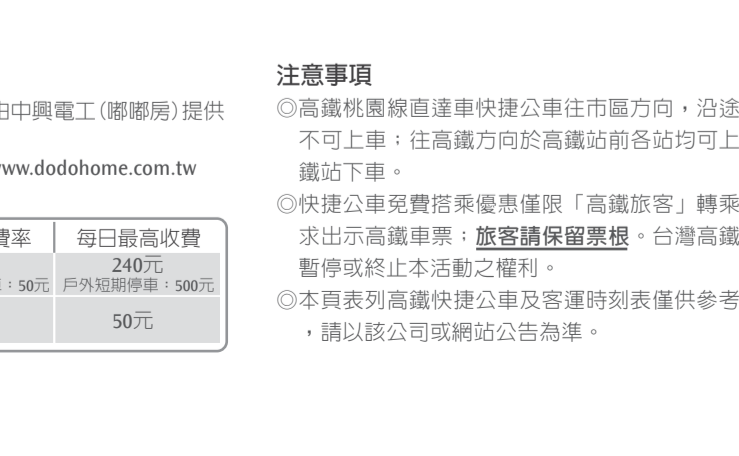 由中興電工(嘟嘟房)提供
www.dodohome.com.tw
費率 每日最高收費
240元
：50元 戶外短期停車：500元
50元
注意事項
◎高鐵桃園線直達車快捷公車往市區方向，沿途
不可上車；往高鐵方向於高鐵站前各站均可上
鐵站下車。
◎快捷公車免費搭乘優惠僅限「高鐵旅客」轉乘
求出示高鐵車票；旅客請保留票根。台灣高鐵
暫停或終止本活動之權利。
◎本頁表列高鐵快捷公車及客運時刻表僅供參考
，請以該公司或網站公告為準。